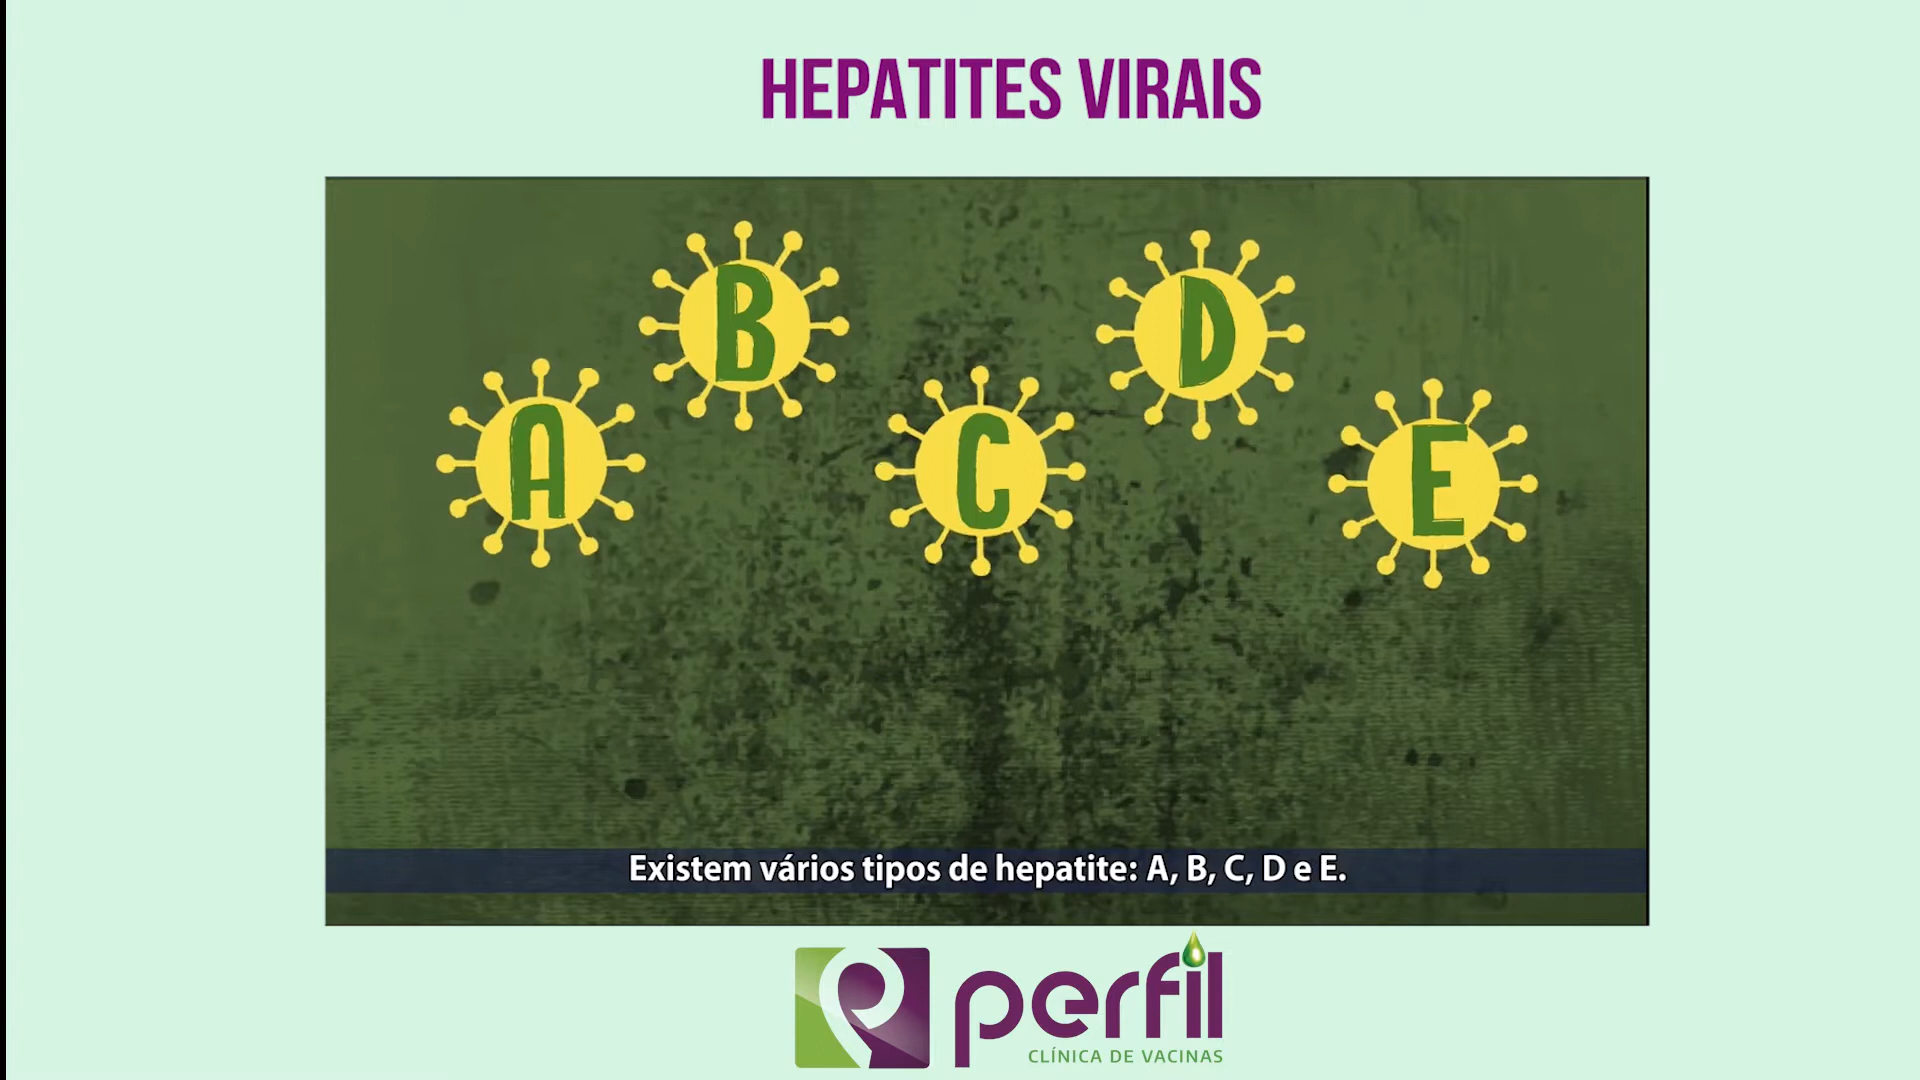 HEPATITES VIRAIS
B
D
A
C
E
Existem vários tipos de hepatite: A, B, C, D e E.
perfil
CLÍNICA DE VACINAS